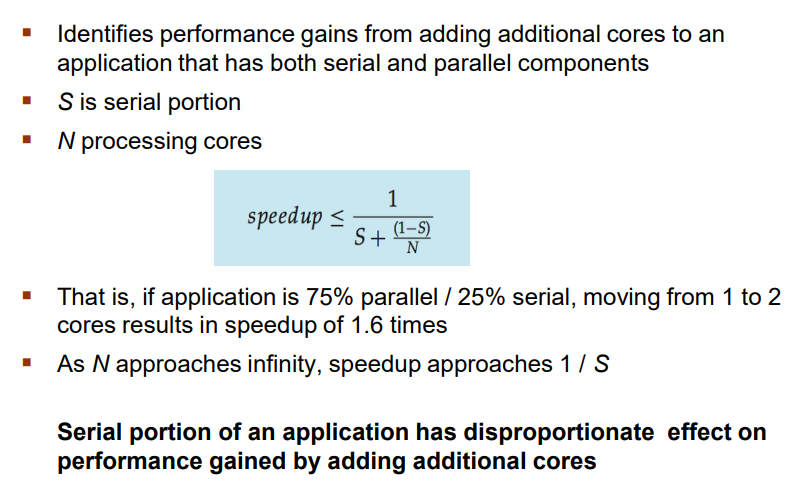 ▪ Identifies performance gains from adding additional cores to an
application that has both serial and parallel components
▪ S is serial portion
▪ N processing cores
speedup ≤ 1 / (S + (1−S)/N)
▪ That is, if application is 75% parallel / 25% serial, moving from 1 to 2
cores results in speedup of 1.6 times
▪ As N approaches infinity, speedup approaches 1 / S
Serial portion of an application has disproportionate effect on
performance gained by adding additional cores